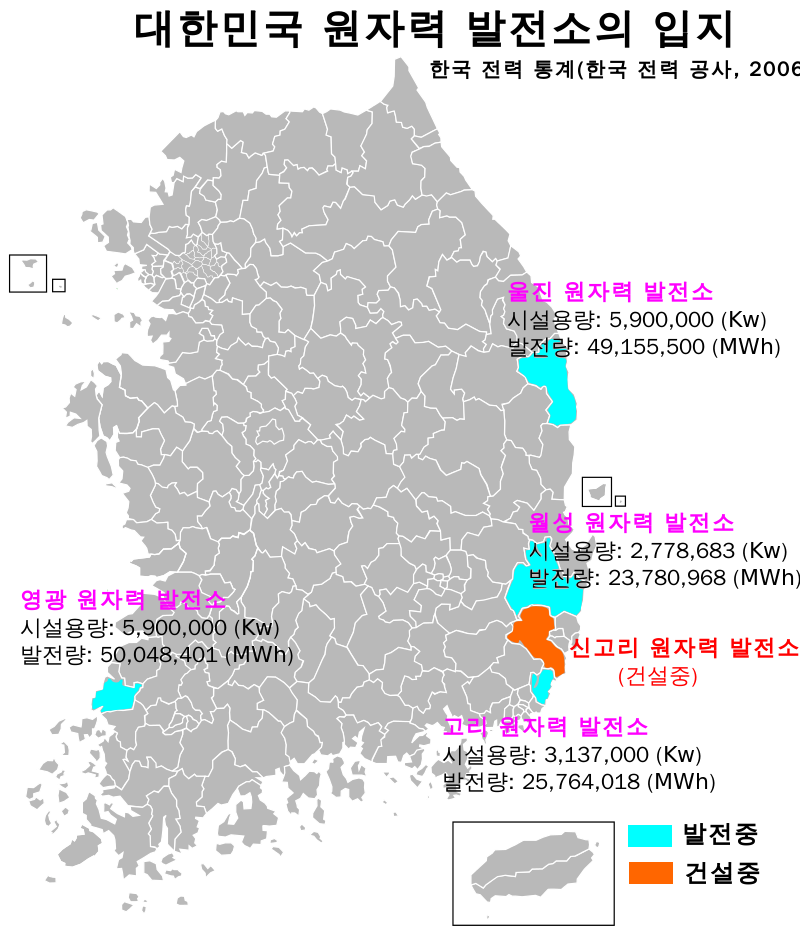 대한민국 원자력 발전소의 입지
한국 전력 통계(한국 전력 공사, 2006
울진 원자력 발전소
시설용량: 5,900,000 (Kw)
발전량: 49,155,500 (MWh)
월성 원자력 발전소
시설용량: 2,778,683 (Kw)
발전량: 23,780,968 (MWh)
영광 원자력 발전소
시설용량: 5,900,000 (Kw)
발전량: 50,048,401 (MWh)
신고리 원자력 발전소
(건설중)
고리 원자력 발전소
시설용량: 3,137,000 (Kw)
발전량: 25,764,018 (MWh)
발전중
건설중